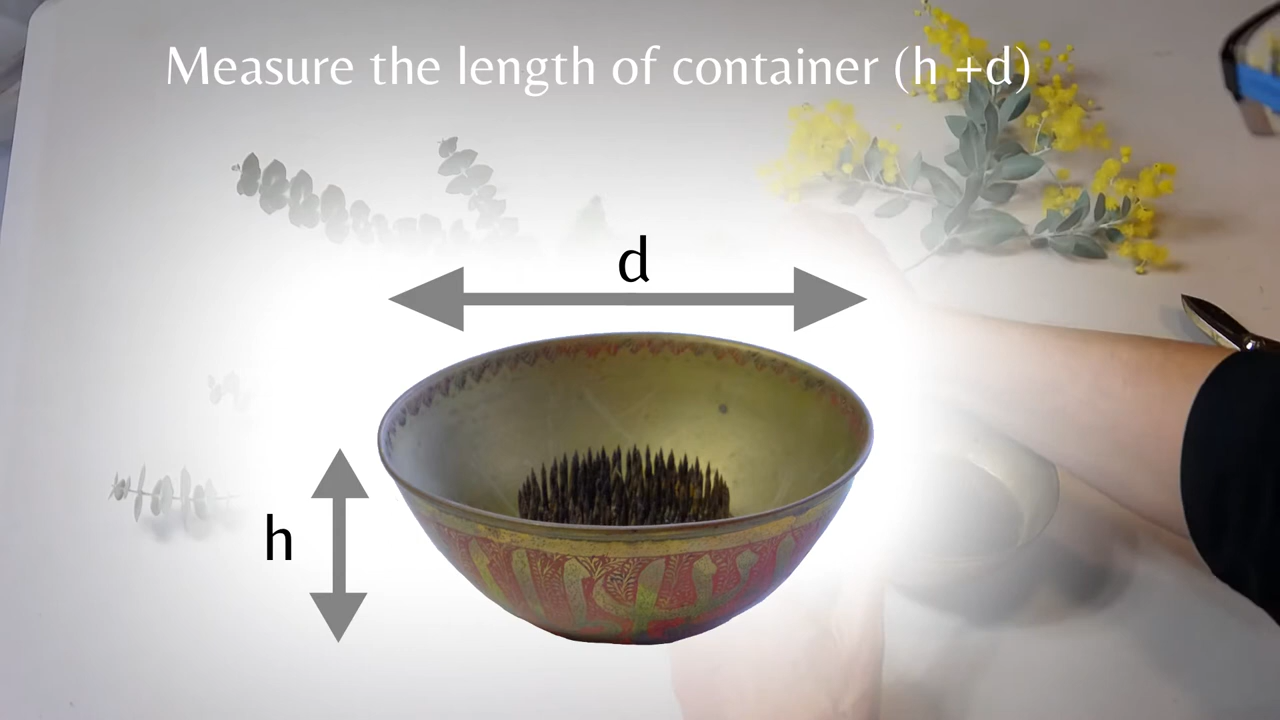 Measure the length of container (h +d)
d
h